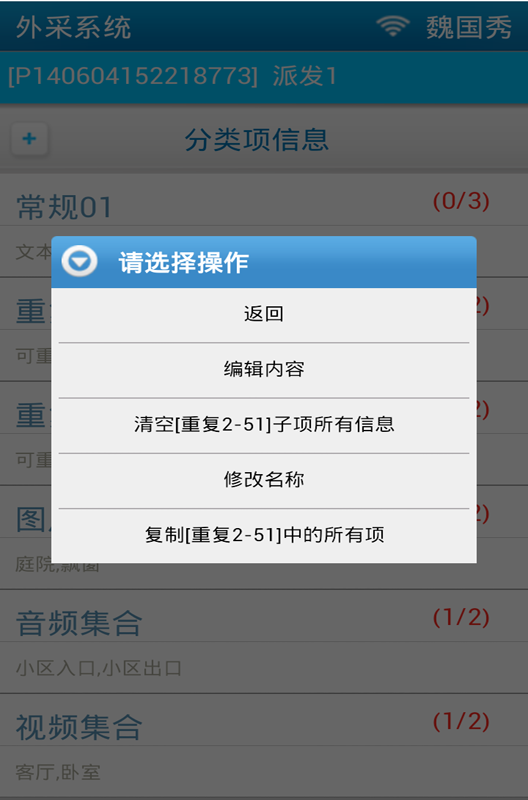 外采系统 魏国秀
[P140604152218773] 派发1
+ 分类项信息
常规01 (0/3)
文本
请选择操作
返回
重 2)
编辑内容
可重
清空[重复2-51]子项所有信息
重 2)
修改名称
可重
复制[重复2-51]中的所有项
图 2)
庭院,飘窗
音频集合 (1/2)
小区入口,小区出口
视频集合 (1/2)
客厅,卧室